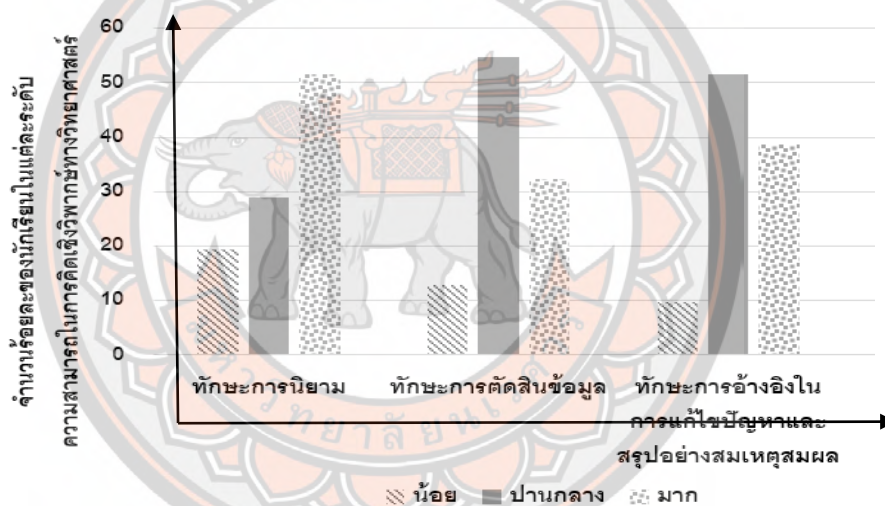 จำนวนร้อยละของนักเรียนในแต่ละระดับ
ความสามารถในการคิดเชิงวิพากษ์ทางวิทยาศาสตร์
60
50
40
30
20
10
0
ทักษะการนิยาม
ทักษะการตัดสินข้อมูล
ทักษะการอ้างอิงใน
การแก้ไขปัญหาและ
สรุปอย่างสมเหตุสมผล
น้อย ปานกลาง มาก